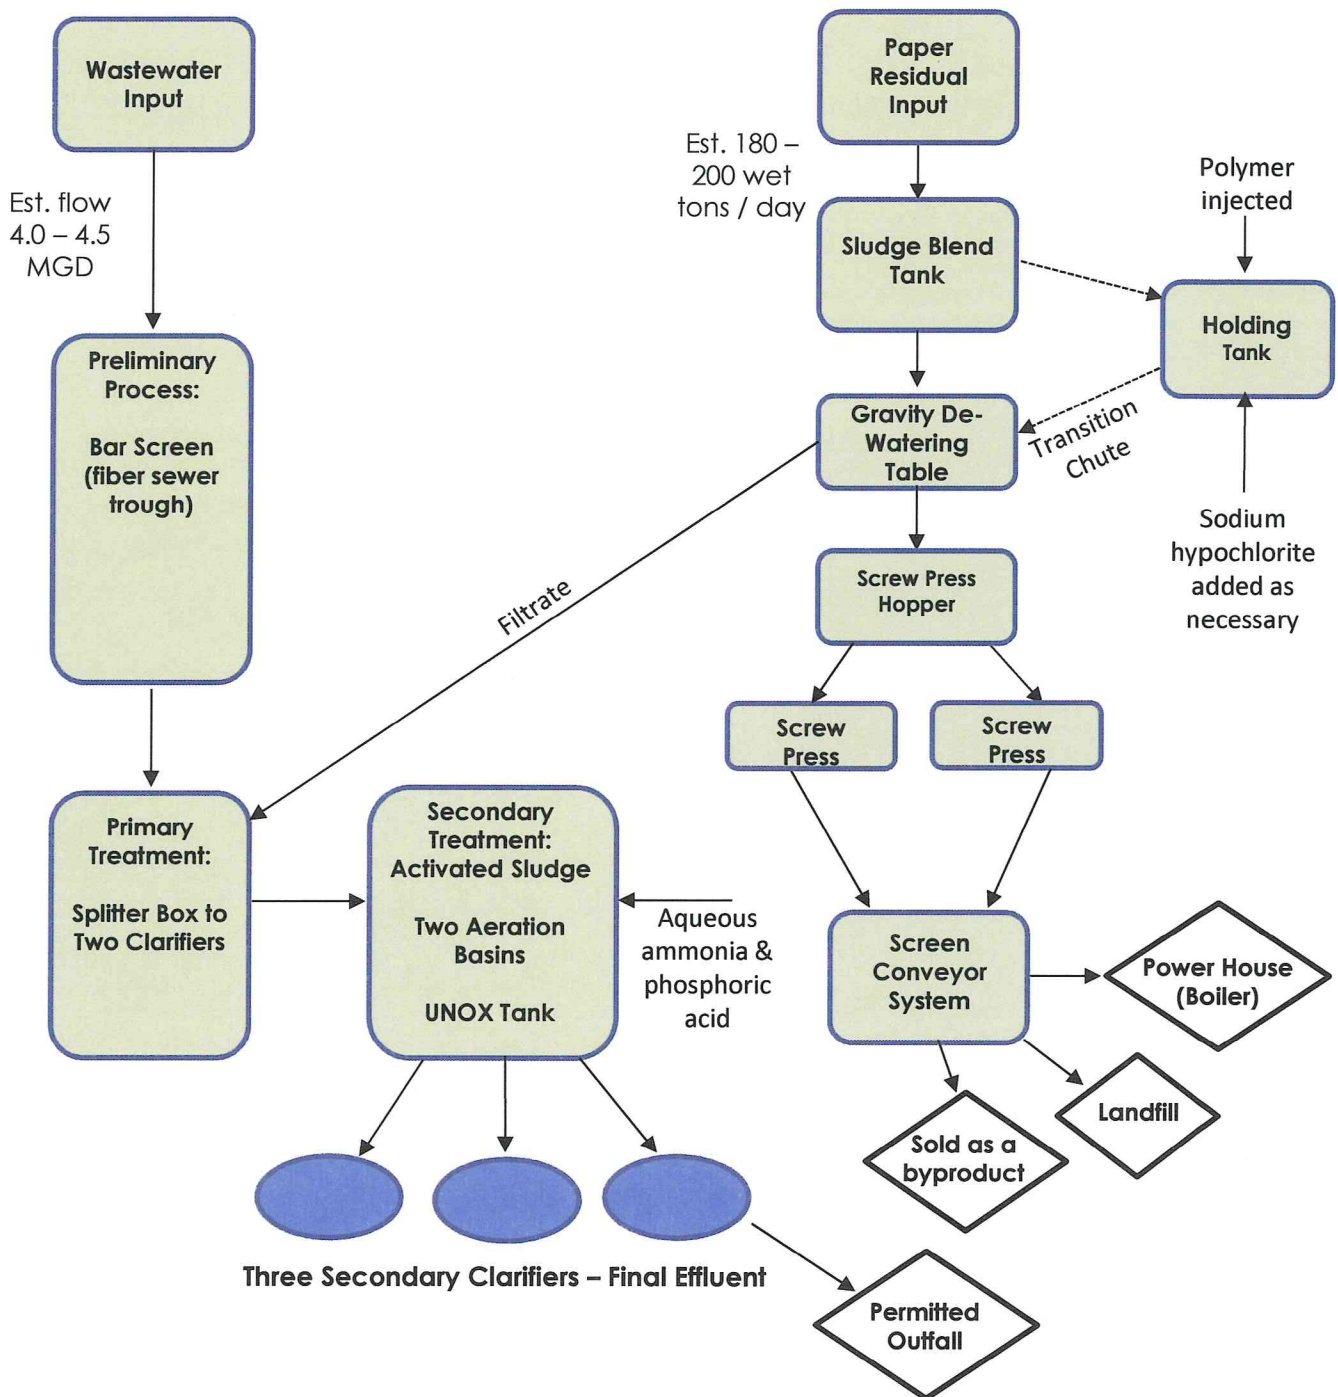 Wastewater
Input
Paper
Residual
Input
Est. 180 –
200 wet
tons / day
Polymer
injected
Est. flow
4.0 – 4.5
MGD
Sludge Blend
Tank
Holding
Tank
Preliminary
Process:
Bar Screen
(fiber sewer
trough)
Gravity De-
Watering
Table
Transition
Chute
Sodium
hypochlorite
added as
necessary
Filtrate
Screw Press
Hopper
Screw
Press
Screw
Press
Primary
Treatment:
Splitter Box to
Two Clarifiers
Secondary
Treatment:
Activated Sludge
Two Aeration
Basins
UNOX Tank
Aqueous
ammonia &
phosphoric
acid
Screen
Conveyor
System
Power House
(Boiler)
Landfill
Sold as a
byproduct
Three Secondary Clarifiers – Final Effluent
Permitted
Outfall